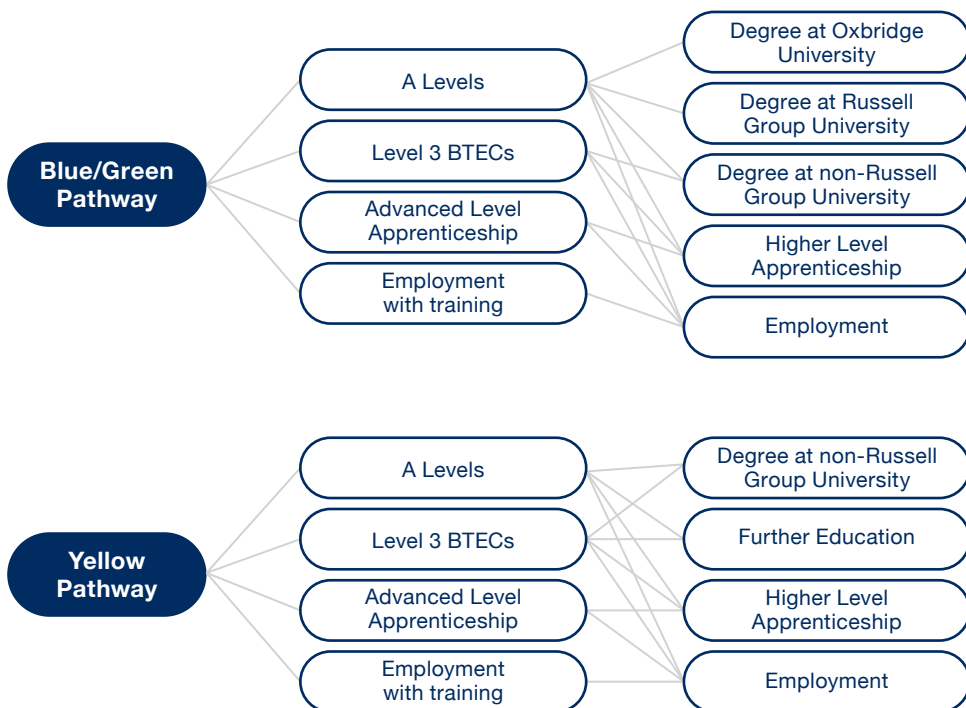 Blue/Green
Pathway
A Levels
Level 3 BTECs
Advanced Level
Apprenticeship
Employment
with training
Degree at Oxbridge
University
Degree at Russell
Group University
Degree at non-Russell
Group University
Higher Level
Apprenticeship
Employment
Yellow
Pathway
A Levels
Level 3 BTECs
Advanced Level
Apprenticeship
Employment
with training
Degree at non-Russell
Group University
Further Education
Higher Level
Apprenticeship
Employment